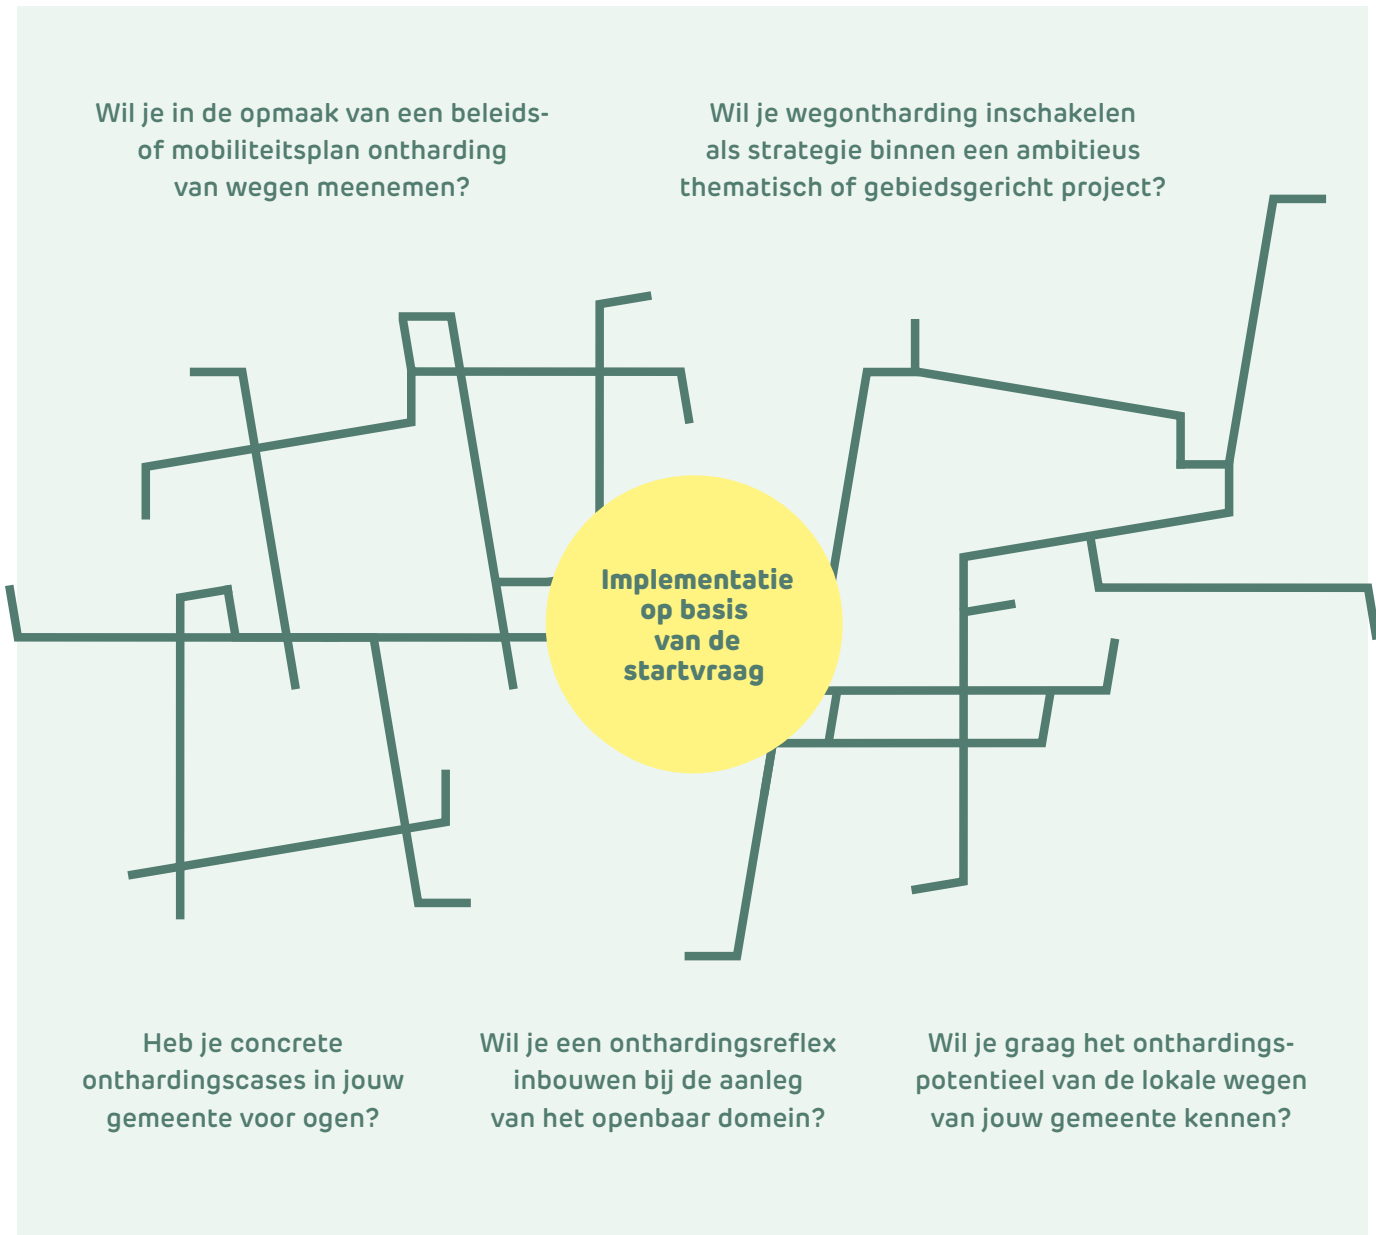 Wil je in de opmaak van een beleids-
of mobiliteitsplan ontharding
van wegen meenemen?
Wil je wegontharding inschakelen
als strategie binnen een ambitieus
thematisch of gebiedsgericht project?
Implementatie
op basis
van de
startvraag
Heb je concrete
onthardingscases in jouw
gemeente voor ogen?
Wil je een onthardingsreflex
inbouwen bij de aanleg
van het openbaar domein?
Wil je graag het onthardings-
potentieel van de lokale wegen
van jouw gemeente kennen?